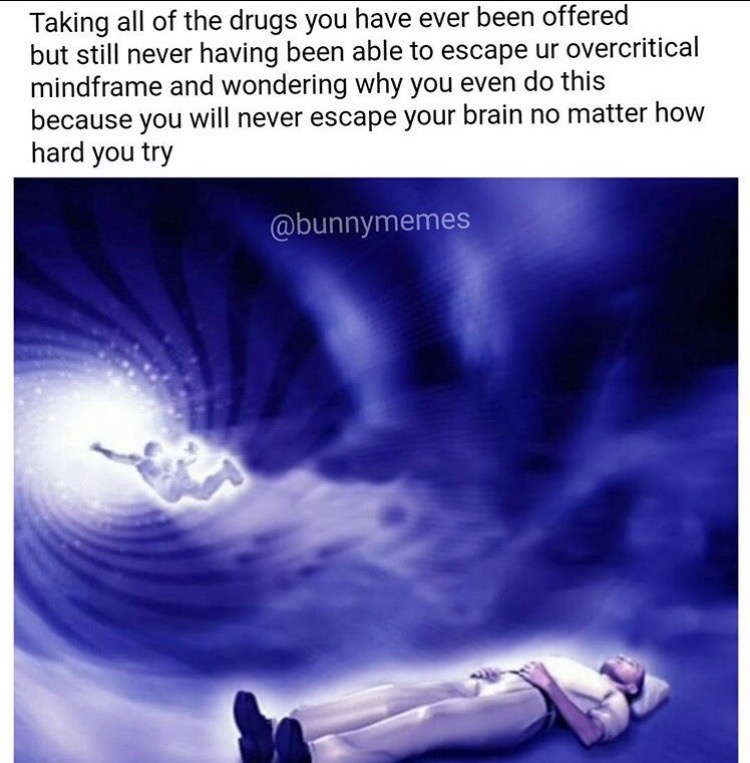 Taking all of the drugs you have ever been offered
but still never having been able to escape ur overcritical
mindframe and wondering why you even do this
because you will never escape your brain no matter how
hard you try
@bunnymemes